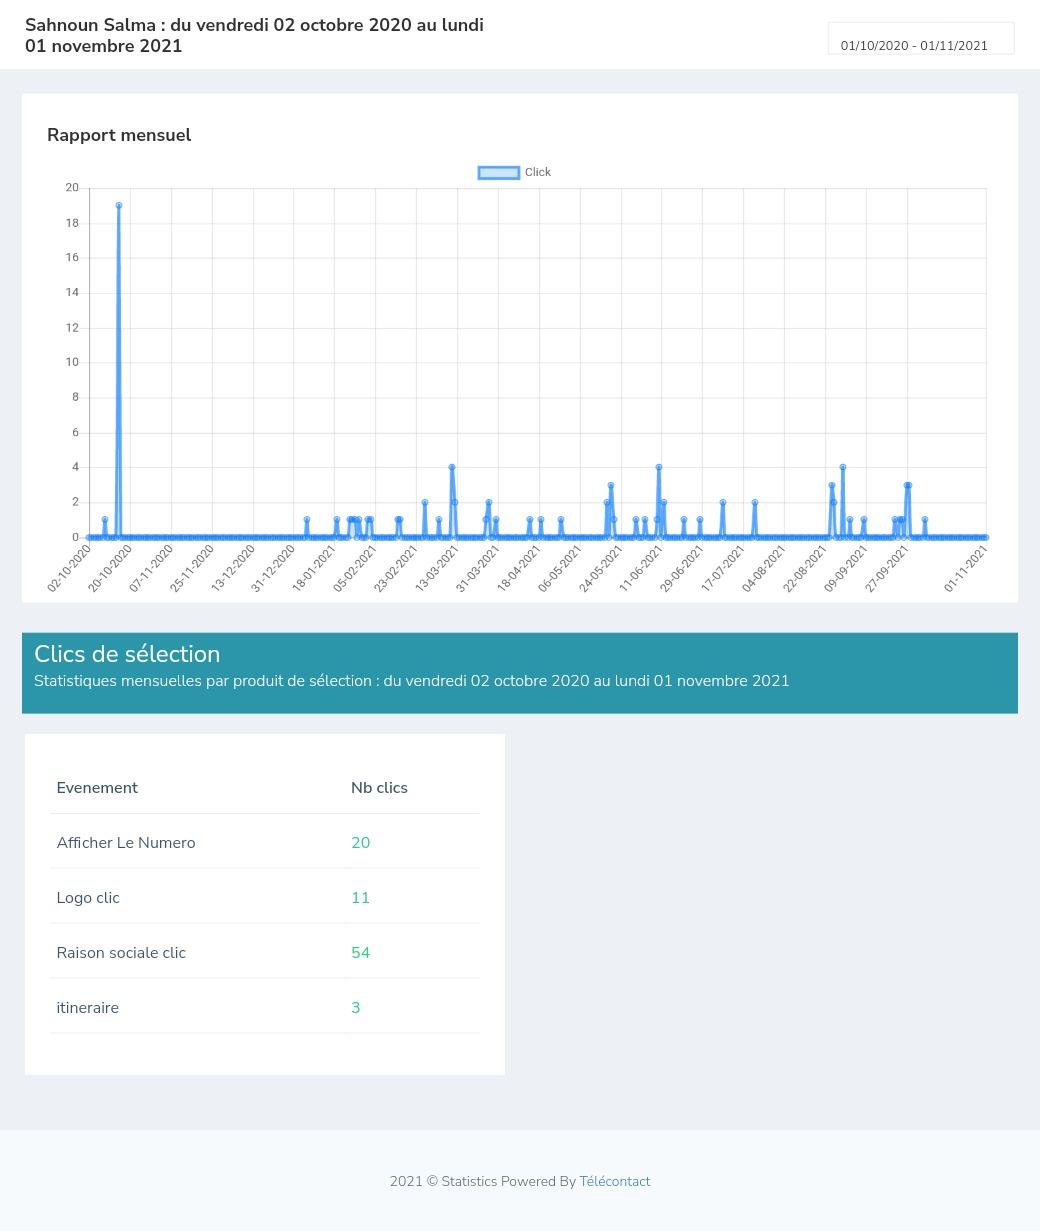 Sahnoun Salma : du vendredi 02 octobre 2020 au lundi
01 novembre 2021
01/10/2020 - 01/11/2021
Rapport mensuel
Click
20
18
16
14
12
10
8
6
4
2
0
02-10-2020
20-10-2020
07-11-2020
25-11-2020
13-12-2020
31-12-2020
18-01-2021
05-02-2021
23-02-2021
13-03-2021
31-03-2021
18-04-2021
06-05-2021
24-05-2021
11-06-2021
29-06-2021
17-07-2021
04-08-2021
22-08-2021
09-09-2021
27-09-2021
01-11-2021
Clics de sélection
Statistiques mensuelles par produit de sélection : du vendredi 02 octobre 2020 au lundi 01 novembre 2021
Evenement Nb clics
Afficher Le Numero 20
Logo clic 11
Raison sociale clic 54
itineraire 3
2021 © Statistics Powered By Télécontact